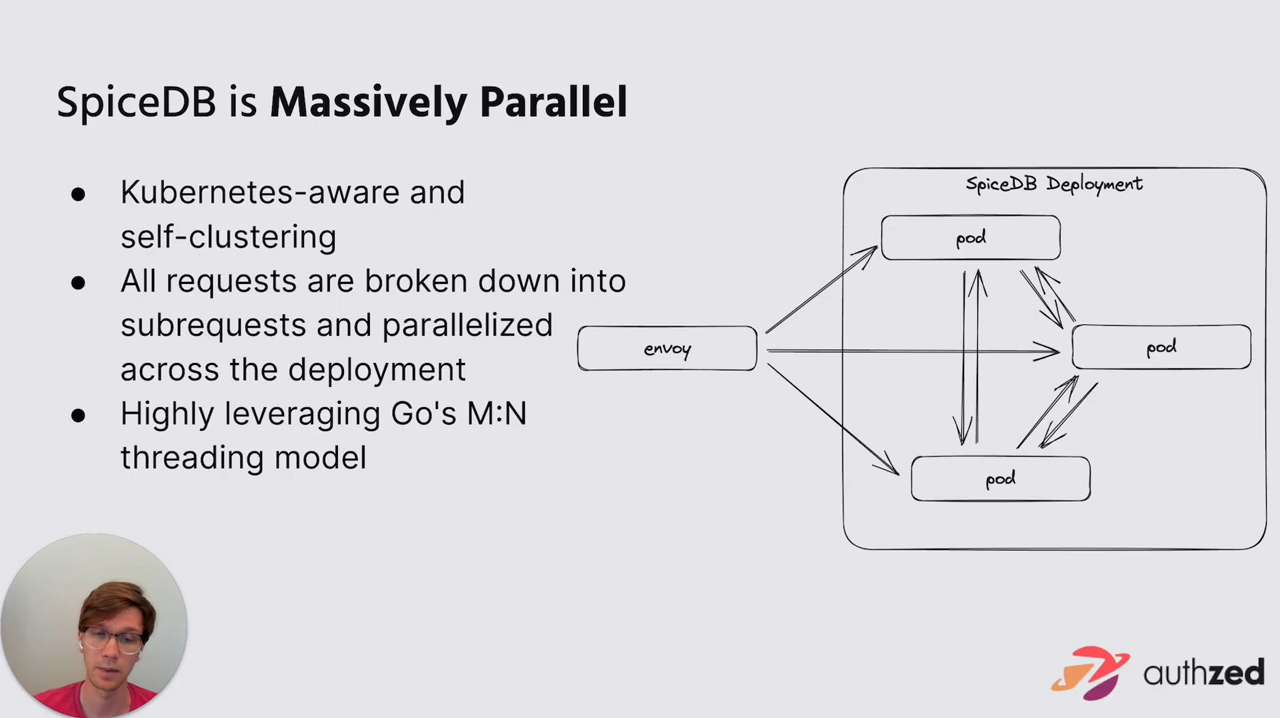 SpiceDB is Massively Parallel
● Kubernetes-aware and
self-clustering
● All requests are broken down into
subrequests and parallelized
across the deployment
● Highly leveraging Go's M:N
threading model
SpiceDB Deployment
pod
envoy
pod
pod
authzed